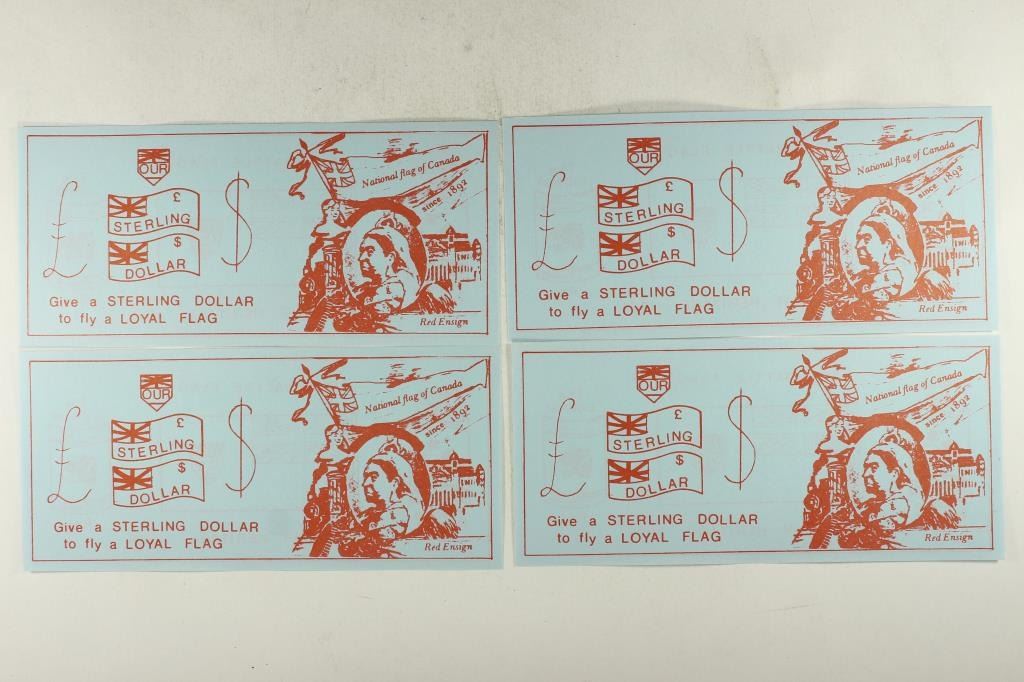 OUR
£
STERLING
$
DOLLAR
£ $
Give a STERLING DOLLAR
to fly a LOYAL FLAG
National flag of Canada
since 1892
Red Ensign
OUR
£
STERLING
$
DOLLAR
£ $
Give a STERLING DOLLAR
to fly a LOYAL FLAG
National flag of Canada
since 1892
Red Ensign
OUR
£
STERLING
$
DOLLAR
£ $
Give a STERLING DOLLAR
to fly a LOYAL FLAG
National flag of Canada
since 1892
Red Ensign
OUR
£
STERLING
$
DOLLAR
£ $
Give a STERLING DOLLAR
to fly a LOYAL FLAG
National flag of Canada
since 1892
Red Ensign